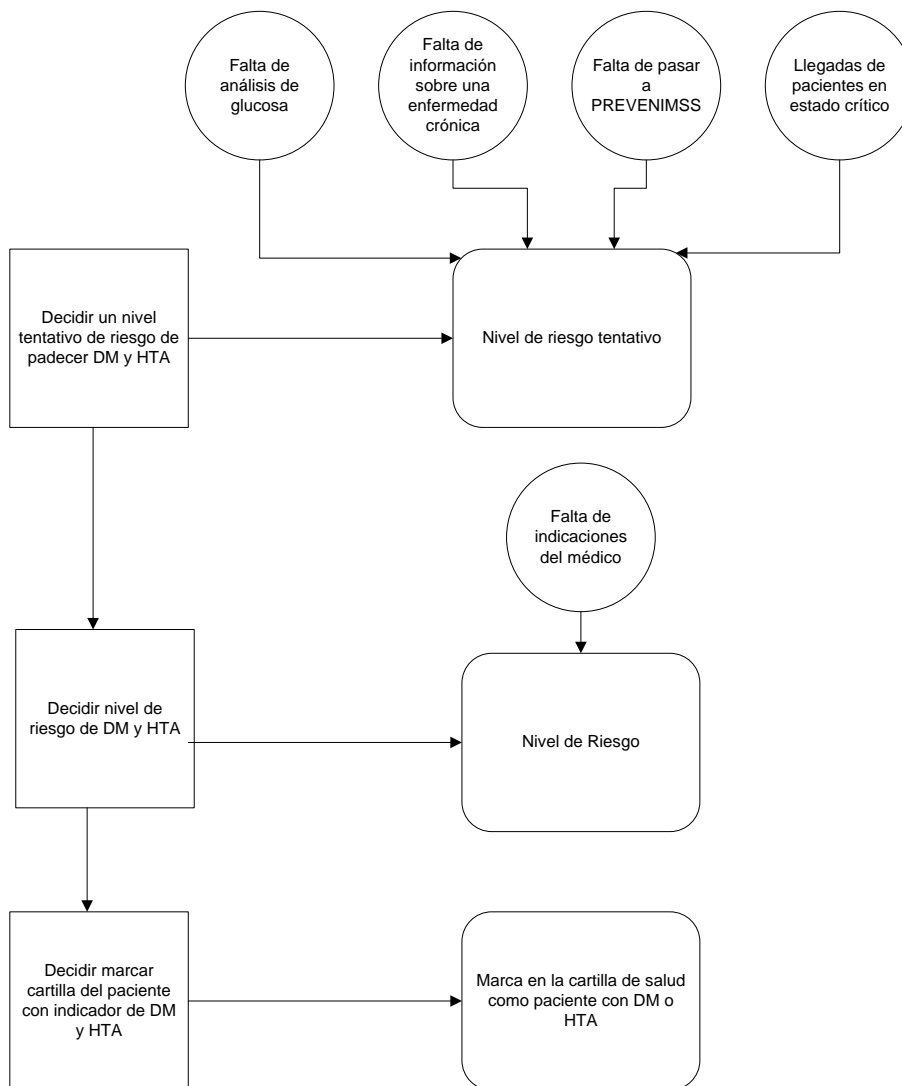 Falta de
análisis de
glucosa
Falta de
información
sobre una
enfermedad
crónica
Falta de pasar
a
PREVENIMSS
Llegadas de
pacientes en
estado crítico
Decidir un nivel
tentativo de riesgo de
padecer DM y HTA
Nivel de riesgo tentativo
Falta de
indicaciones
del médico
Decidir nivel de
riesgo de DM y HTA
Nivel de Riesgo
Decidir marcar
cartilla del paciente
con indicador de DM
y HTA
Marca en la cartilla de salud
como paciente con DM o
HTA